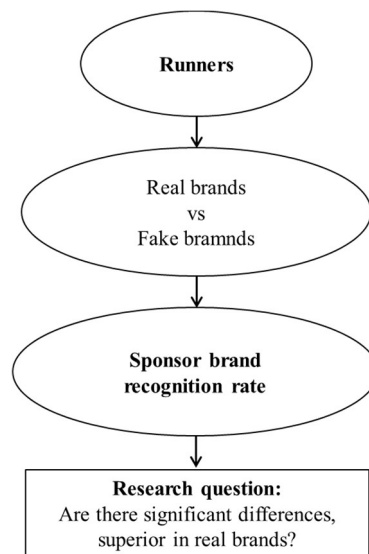 Runners
Real brands
vs
Fake bramnds
Sponsor brand
recognition rate
Research question:
Are there significant differences,
superior in real brands?